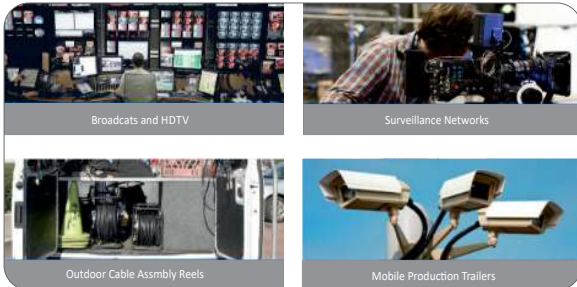 Broadcats and HDTV
Surveillance Networks
Outdoor Cable Assmbly Reels
Mobile Production Trailers